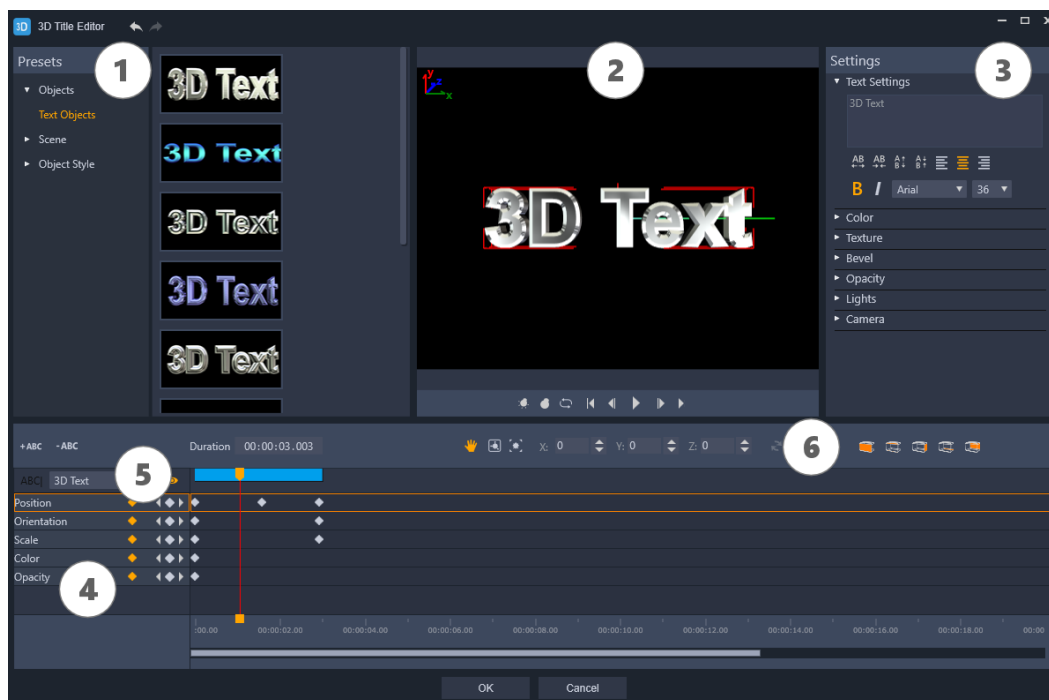 3D 3D Title Editor
Presets
1
Objects
Text Objects
Scene
Object Style
3D Text
3D Text
3D Text
3D Text
3D Text
2
y
z
x
3D Text
Settings
3
Text Settings
3D Text
AB AB A B A B
B I Arial 36
Color
Texture
Bevel
Opacity
Lights
Camera
+ABC -ABC Duration 00:00:03.003 X: 0 Y: 0 Z: 0 6
ABC 3D Text 5
Position
Orientation
Scale
Color
Opacity
4
:00.00 00:00:02.00 00:00:04.00 00:00:06.00 00:00:08.00 00:00:10.00 00:00:12.00 00:00:14.00 00:00:16.00 00:00:18.00 00:00
OK Cancel